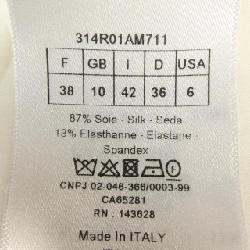 314R01AM711
F GB I D USA
38 10 42 36 6
87% Soie - Silk - Seda
13% Elasthanne - Elastane -
Spandex
CNPJ 02-046-366/0003-99
CA65281
RN : 143628
Made In ITALY